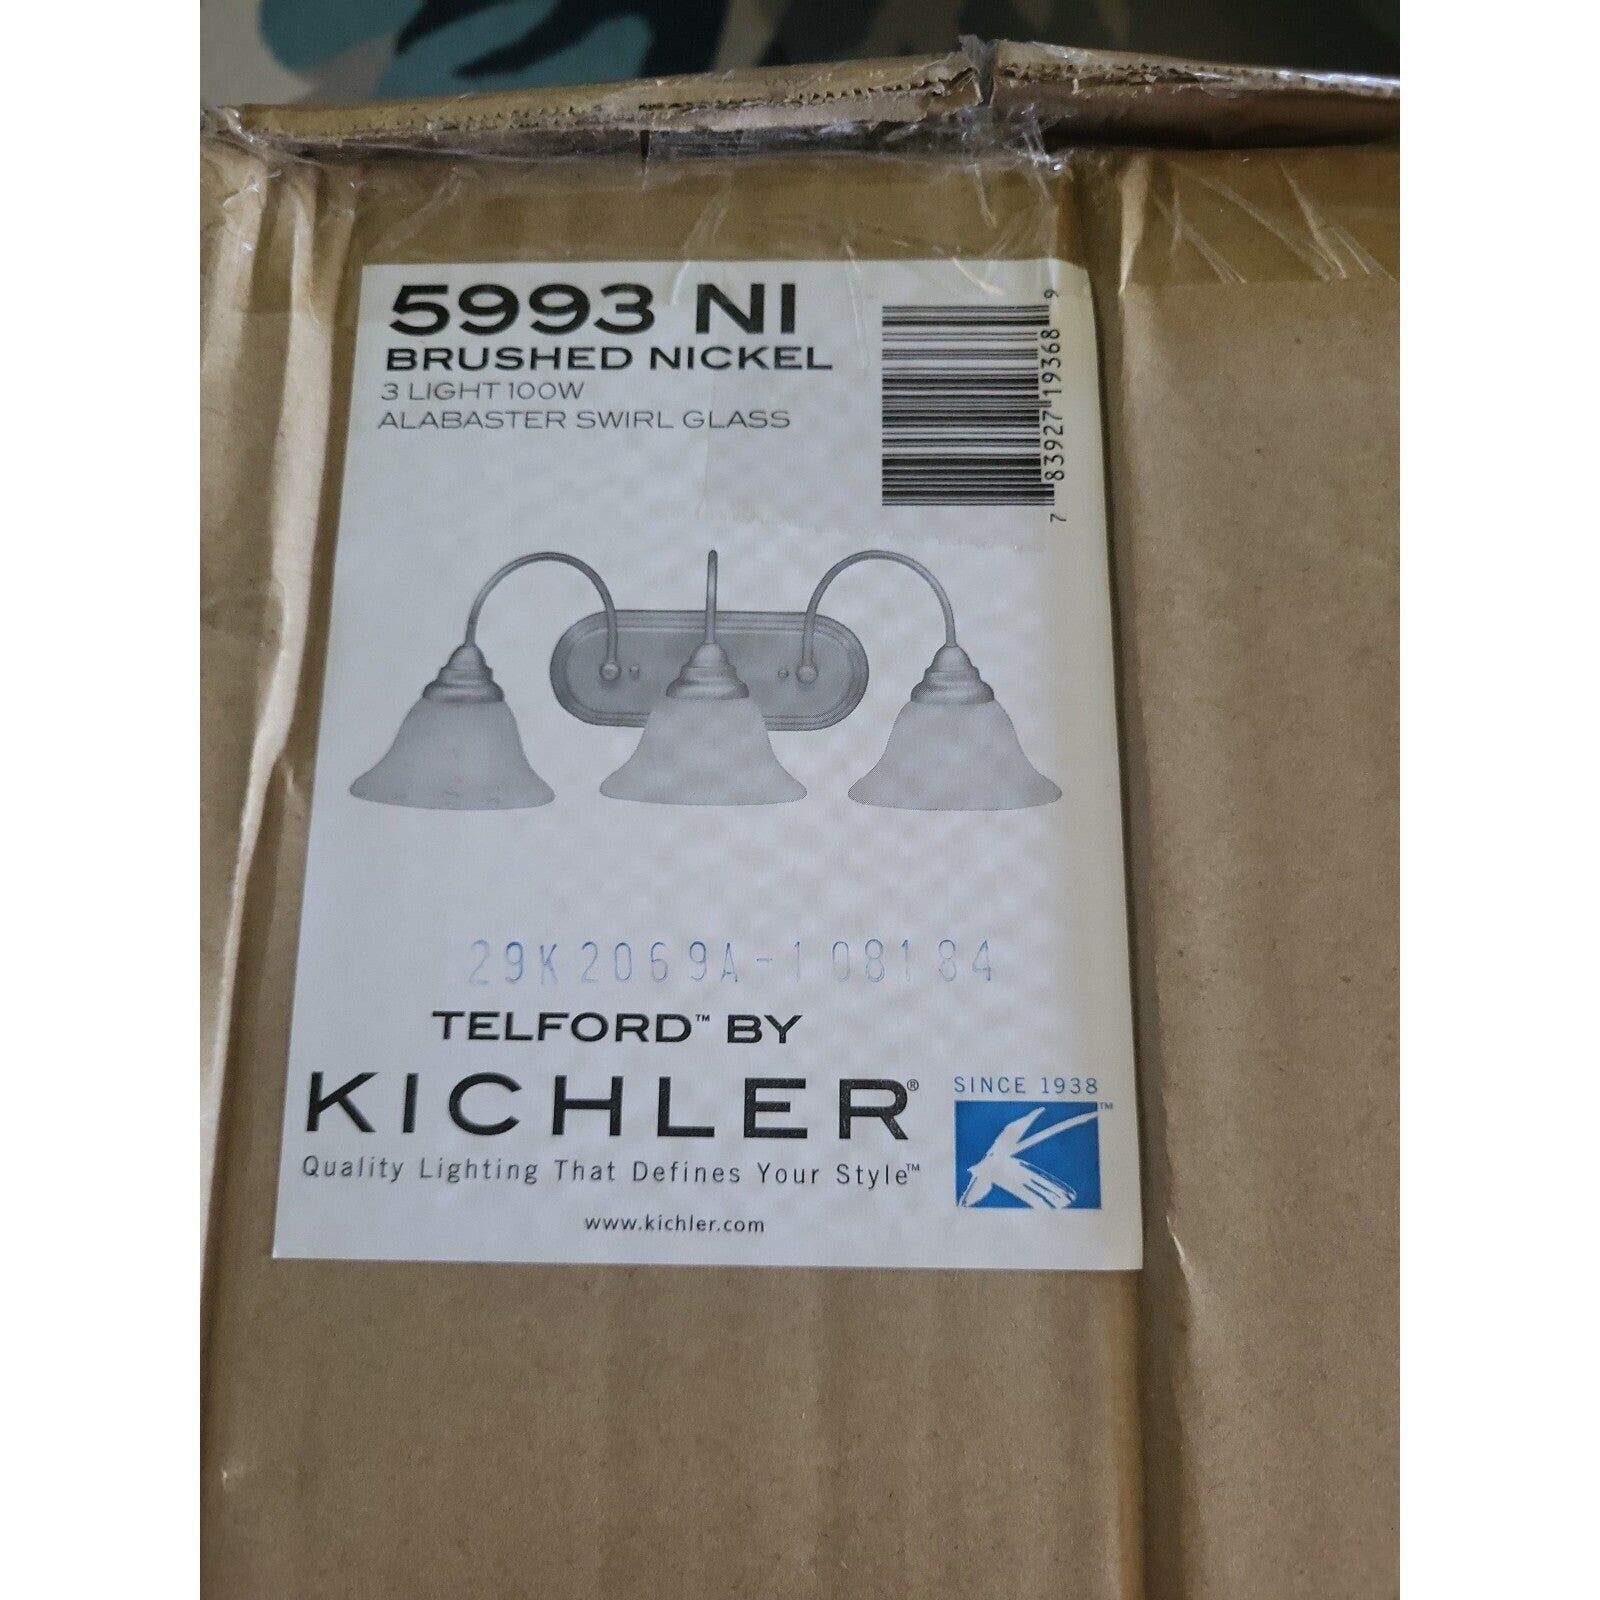 5993 NI
BRUSHED NICKEL
3 LIGHT 100W
ALABASTER SWIRL GLASS
7 83927 19368 9
29K2069A-108184
TELFORD™ BY
KICHLER®
SINCE 1938
™
Quality Lighting That Defines Your Style™
www.kichler.com